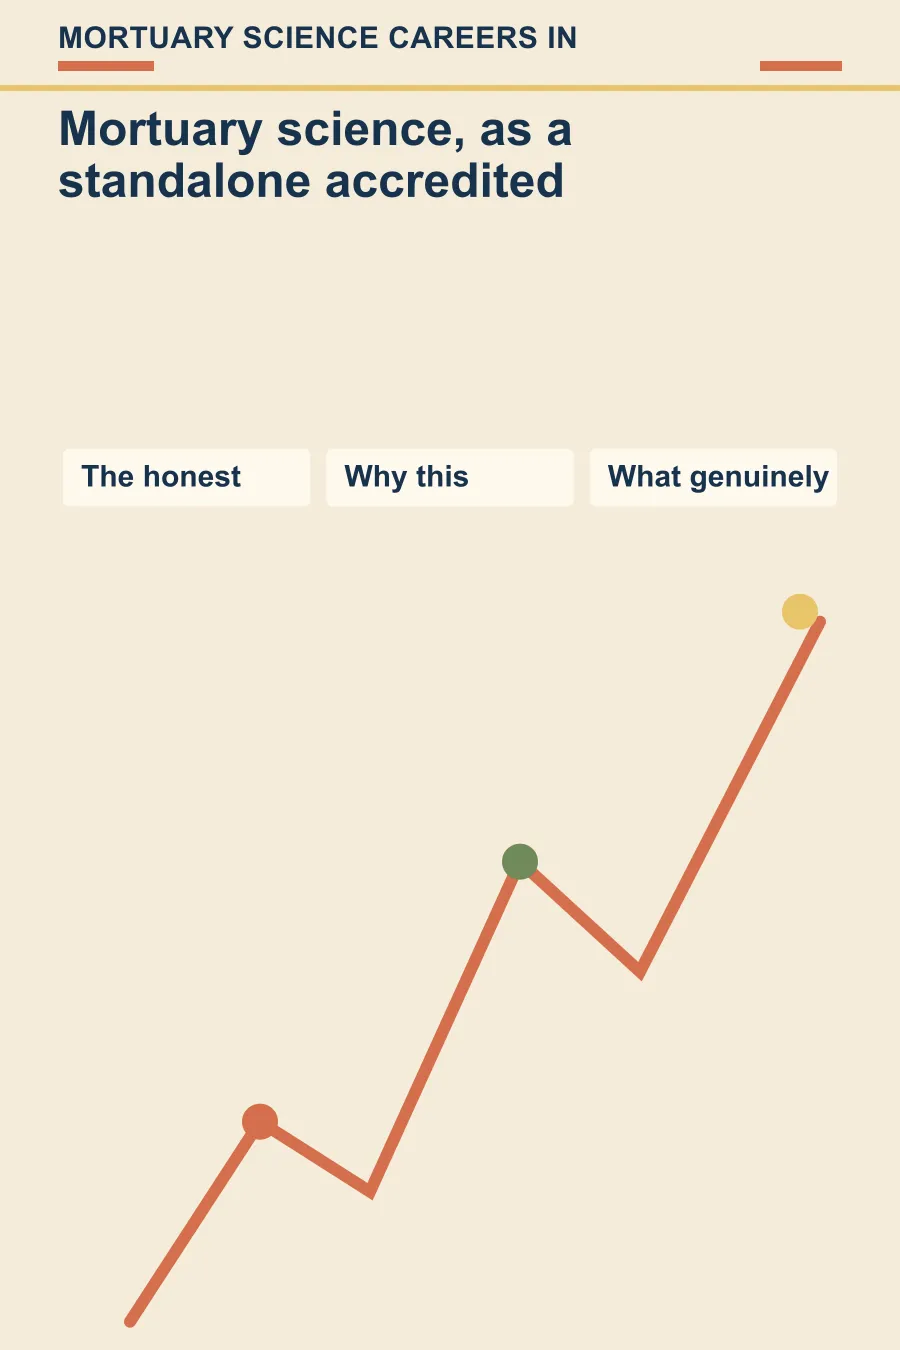 MORTUARY SCIENCE CAREERS IN
Mortuary science, as a
standalone accredited
The honest
Why this
What genuinely